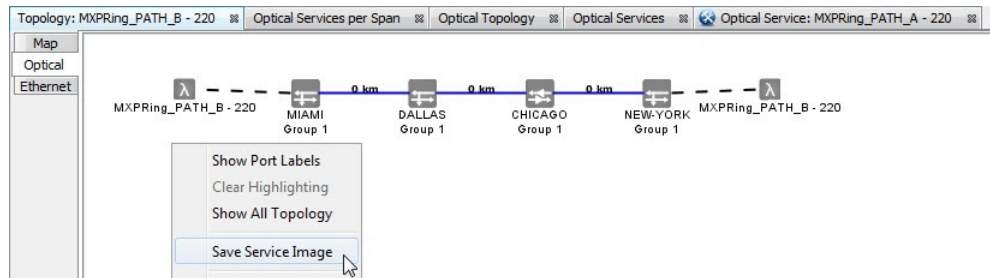 Topology: MXPRing_PATH_B - 220 Optical Services per Span Optical Topology Optical Services Optical Service: MXPRing_PATH_A - 220
Map
Optical
Ethernet
λ 0 km 0 km 0 km λ
MXPRing_PATH_B - 220 MIAMI DALLAS CHICAGO NEW-YORK MXPRing_PATH_B - 220
Group 1 Group 1 Group 1 Group 1
Show Port Labels
Clear Highlighting
Show All Topology
Save Service Image